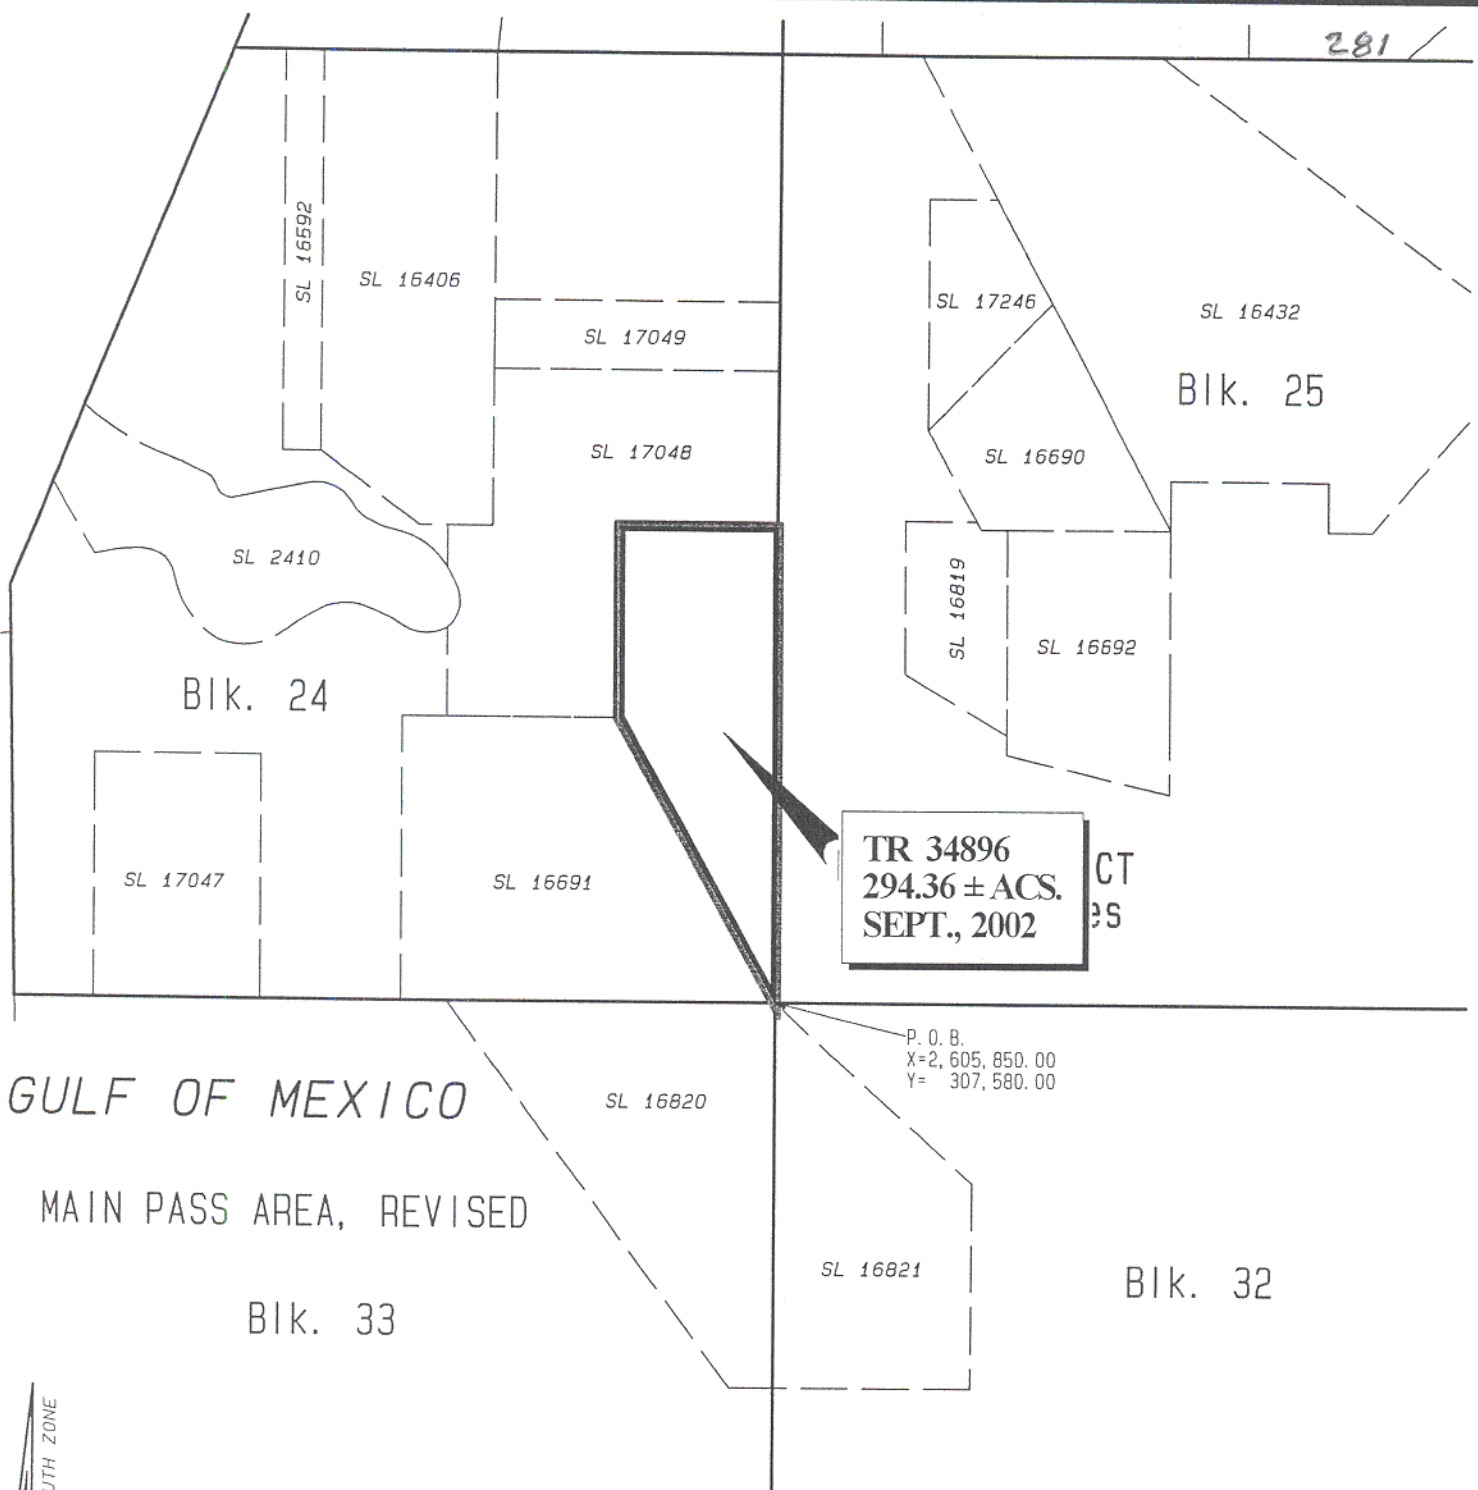 281
SL 16592
SL 16406
SL 17246
SL 16432
SL 17049
Blk. 25
SL 17048
SL 16690
SL 2410
SL 16819
SL 16692
Blk. 24
TR 34896
294.36 ± ACS.
SEPT., 2002
CT
es
SL 17047
SL 16691
P.O.B.
X=2,605,850.00
Y= 307,580.00
GULF OF MEXICO
SL 16820
MAIN PASS AREA, REVISED
SL 16821
Blk. 32
Blk. 33
UTH ZONE